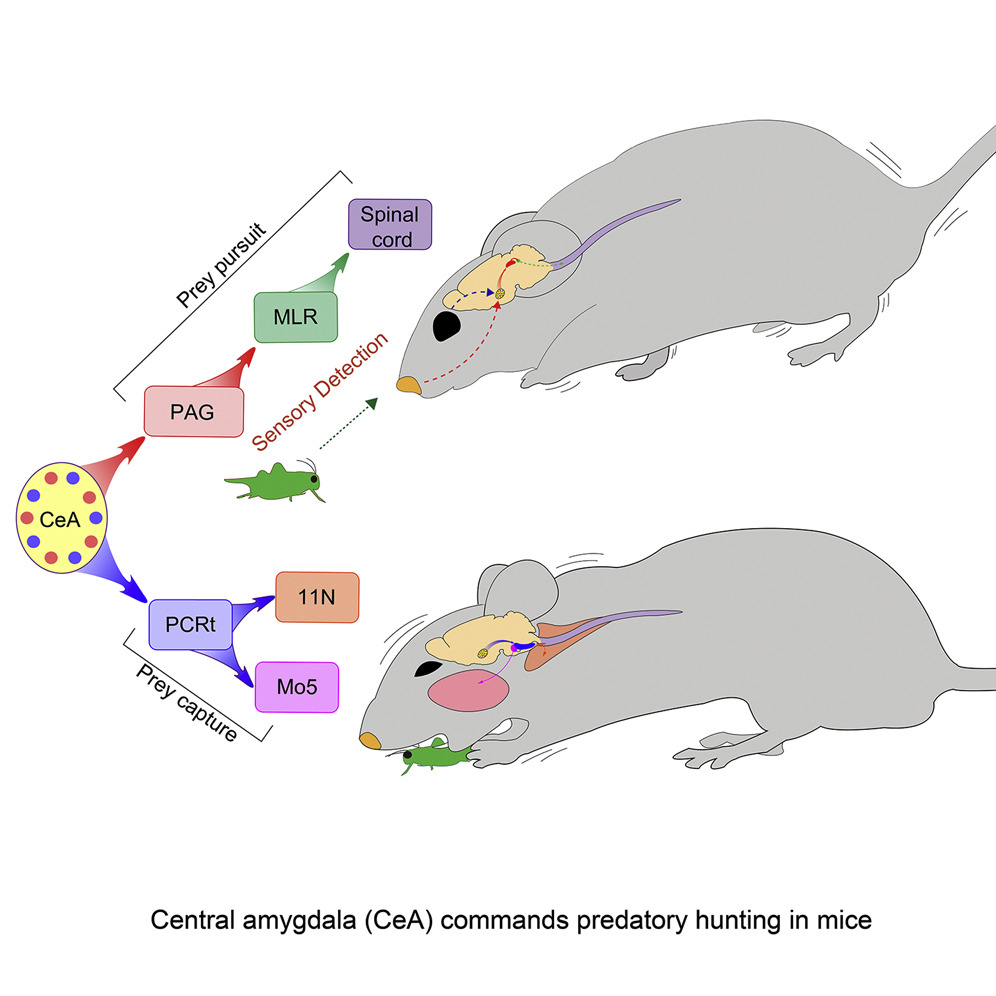 Spinal
cord
Prey pursuit
MLR
Sensory Detection
PAG
CeA
11N
PCRt
Mo5
Prey capture
Central amygdala (CeA) commands predatory hunting in mice